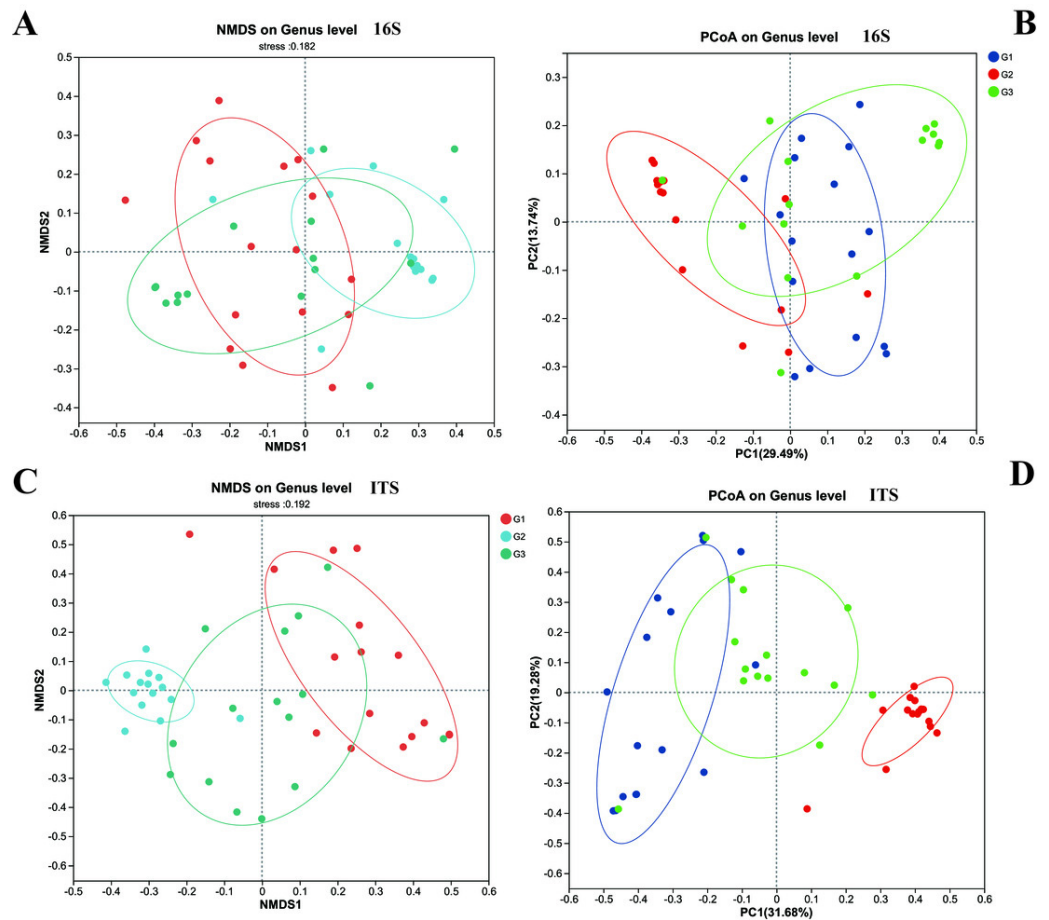 A
NMDS on Genus level 16S
stress :0.182
0.5
0.4
0.3
0.2
0.1
0
-0.1
-0.2
-0.3
-0.4
NMDS2
-0.6 -0.5 -0.4 -0.3 -0.2 -0.1 0 0.1 0.2 0.3 0.4 0.5
NMDS1
B
PCoA on Genus level 16S
G1
G2
G3
0.3
0.2
0.1
0
-0.1
-0.2
-0.3
-0.4
PC2(13.74%)
-0.6 -0.5 -0.4 -0.3 -0.2 -0.1 0 0.1 0.2 0.3 0.4 0.5
PC1(29.49%)
C
NMDS on Genus level ITS
stress :0.192
G1
G2
G3
0.6
0.5
0.4
0.3
0.2
0.1
0
-0.1
-0.2
-0.3
-0.4
-0.5
-0.6
NMDS2
-0.5 -0.4 -0.3 -0.2 -0.1 0 0.1 0.2 0.3 0.4 0.5 0.6
NMDS1
D
PCoA on Genus level ITS
0.6
0.5
0.4
0.3
0.2
0.1
0
-0.1
-0.2
-0.3
-0.4
-0.5
-0.6
PC2(19.28%)
-0.6 -0.5 -0.4 -0.3 -0.2 -0.1 0 0.1 0.2 0.3 0.4 0.5 0.6
PC1(31.68%)